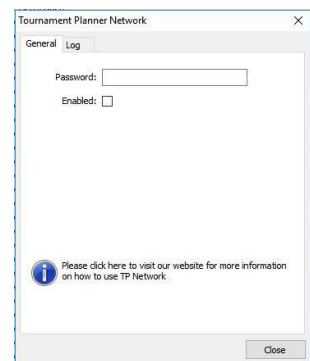 Tournament Planner Network
General Log
Password:
Enabled:
Please click here to visit our website for more information
on how to use TP Network
Close